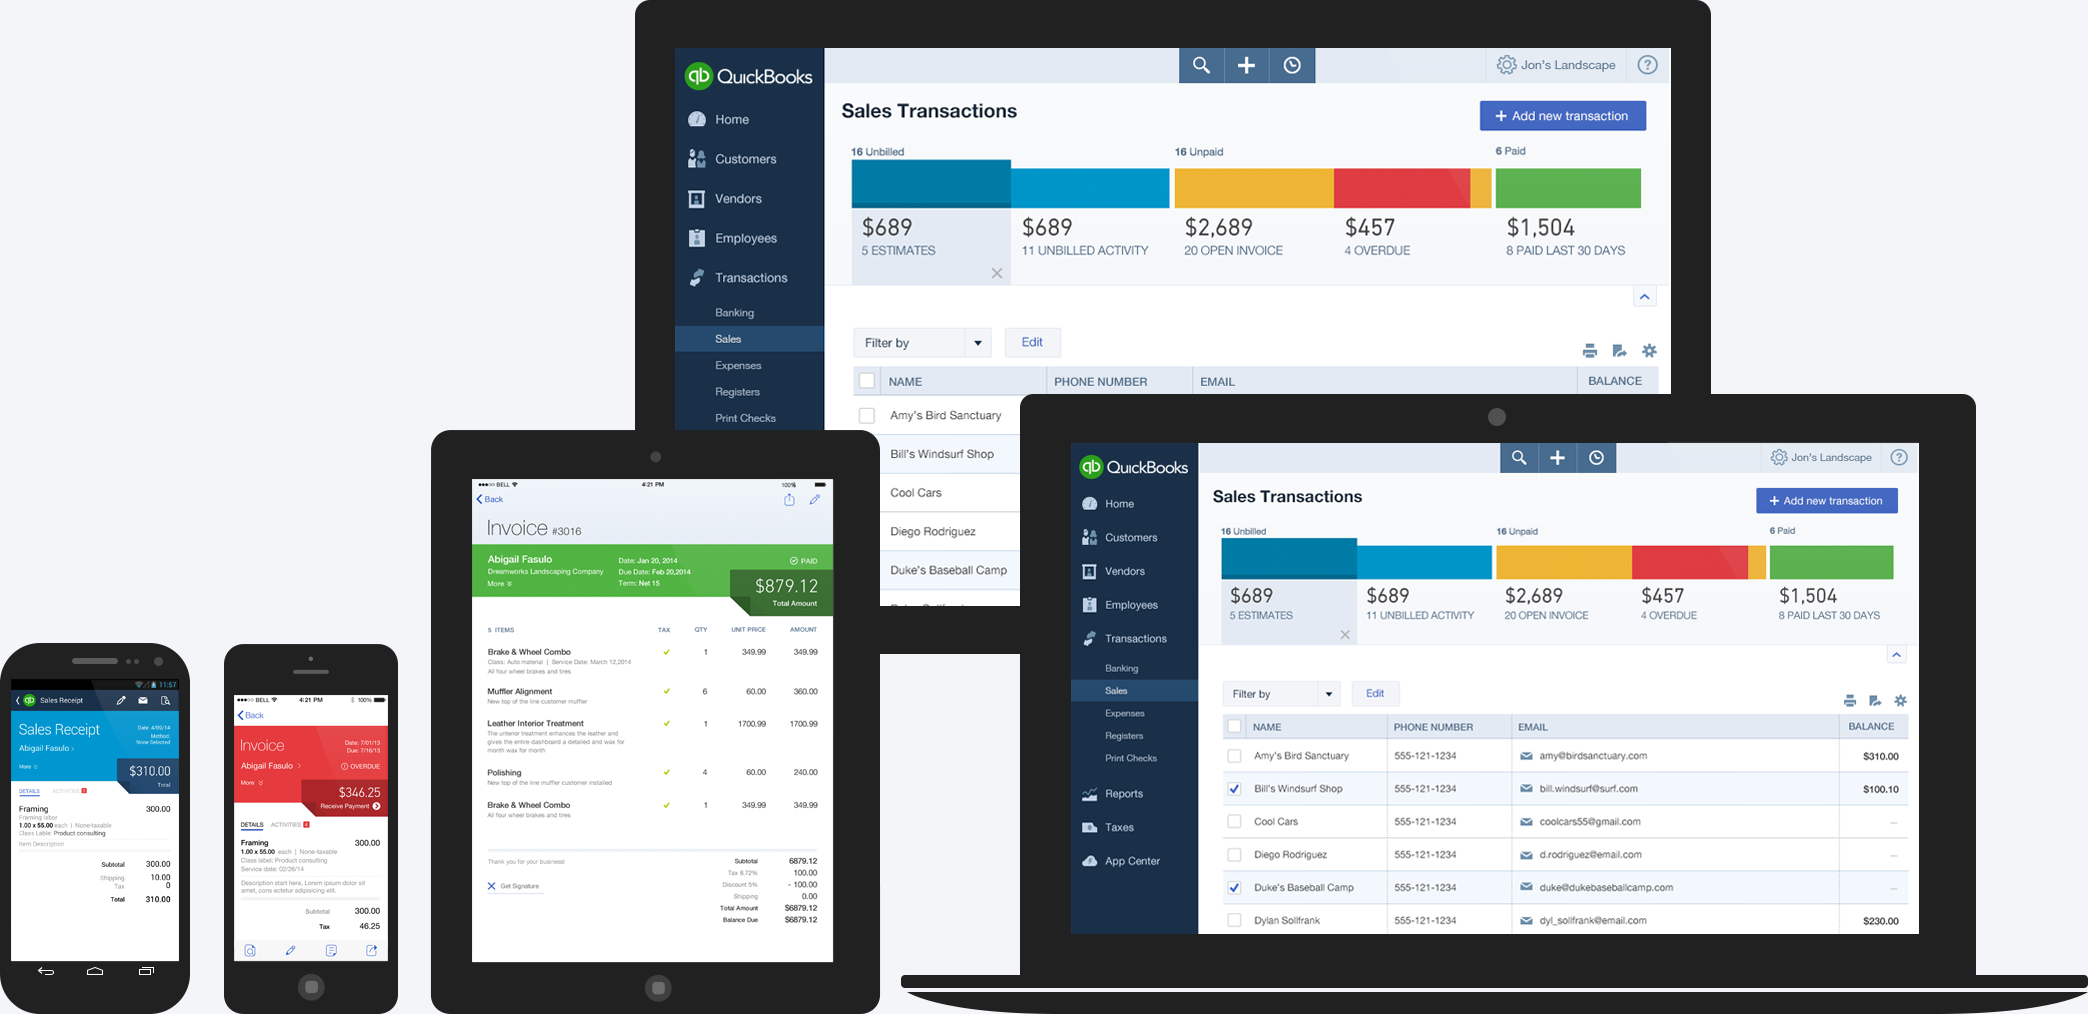 QuickBooks
Jon's Landscape
Home
Customers
Vendors
Employees
Transactions
Banking
Sales
Expenses
Registers
Print Checks
Sales Transactions
+ Add new transaction
16 Unbilled
16 Unpaid
6 Paid
$689
$689
$2,689
$457
$1,504
5 ESTIMATES
11 UNBILLED ACTIVITY
20 OPEN INVOICE
4 OVERDUE
8 PAID LAST 30 DAYS
Filter by
Edit
NAME PHONE NUMBER EMAIL BALANCE
Amy's Bird Sanctuary
Bill's Windsurf Shop
Cool Cars
Diego Rodriguez
Duke's Baseball Camp
QuickBooks
Jon's Landscape
Home
Customers
Vendors
Employees
Transactions
Banking
Sales
Expenses
Registers
Print Checks
Reports
Taxes
App Center
Sales Transactions
+ Add new transaction
16 Unbilled
16 Unpaid
6 Paid
$689
$689
$2,689
$457
$1,504
5 ESTIMATES
11 UNBILLED ACTIVITY
20 OPEN INVOICE
4 OVERDUE
8 PAID LAST 30 DAYS
Filter by
Edit
NAME PHONE NUMBER EMAIL BALANCE
Amy's Bird Sanctuary 555-121-1234 amy@birdsanctuary.com $310.00
Bill's Windsurf Shop 555-121-1234 bill.windsurf@surf.com $100.10
Cool Cars 555-121-1234 coolcars55@gmail.com –
Diego Rodriguez 555-121-1234 d.rodriguez@email.com –
Duke's Baseball Camp 555-121-1234 duke@dukebaseballcamp.com –
Dylan Sollfrank 555-121-1234 dyl_sollfrank@email.com $230.00
BELL 4:21 PM 100%
Back
Invoice #3016
Abigail Fasulo
Dreamworks Landscaping Company
More
Date: Jan 20, 2014
Due Date: Feb 20,2014
Term: Net 15
PAID
$879.12
Total Amount
5 ITEMS TAX QTY UNIT PRICE AMOUNT
Brake & Wheel Combo 1 349.99 349.99
Class: Auto material | Service Date: March 12,2014
All four wheel brakes and tires
Muffler Alignment 6 60.00 360.00
New top of the line customer muffler
Leather Interior Treatment 1 1700.99 1700.99
The unterior treatment enhances the leather and
gives the entire dashboard a detailed and wax for
month wax for month
Polishing 4 60.00 240.00
New top of the line muffler customer installed
Brake & Wheel Combo 1 349.99 349.99
All four wheel brakes and tires
Thank you for your business!
Get Signature
Subtotal 6879.12
Tax 8.72% 100.00
Discount 5% - 100.00
Shipping 0.00
Total Amount $6879.12
Balance Due $6879.12
11:57
Sales Receipt
Sales Receipt
Abigail Fasulo
More
Date: 4/09/14
Method:
None Selected
$310.00
Total
DETAILS ACTIVITIES
Framing 300.00
Framing labor
1.00 x 55.00 each | None-taxable
Class Lable: Product consulting
Item Description
Subtotal 300.00
Shipping 10.00
Tax 0
Total 310.00
BELL 4:21 PM 100%
Back
Invoice
Abigail Fasulo
More
Date: 7/01/13
Due: 7/16/13
OVERDUE
$346.25
Receive Payment
DETAILS ACTIVITIES
Framing 300.00
1.00 x 55.00 each | None-taxable
Class label: Product consulting
Service date: 02/26/14
Description start here, Lorem ipsum dolor sit
amet, cons ectetur adipisicing elit.
Subtotal 300.00
Tax 46.25